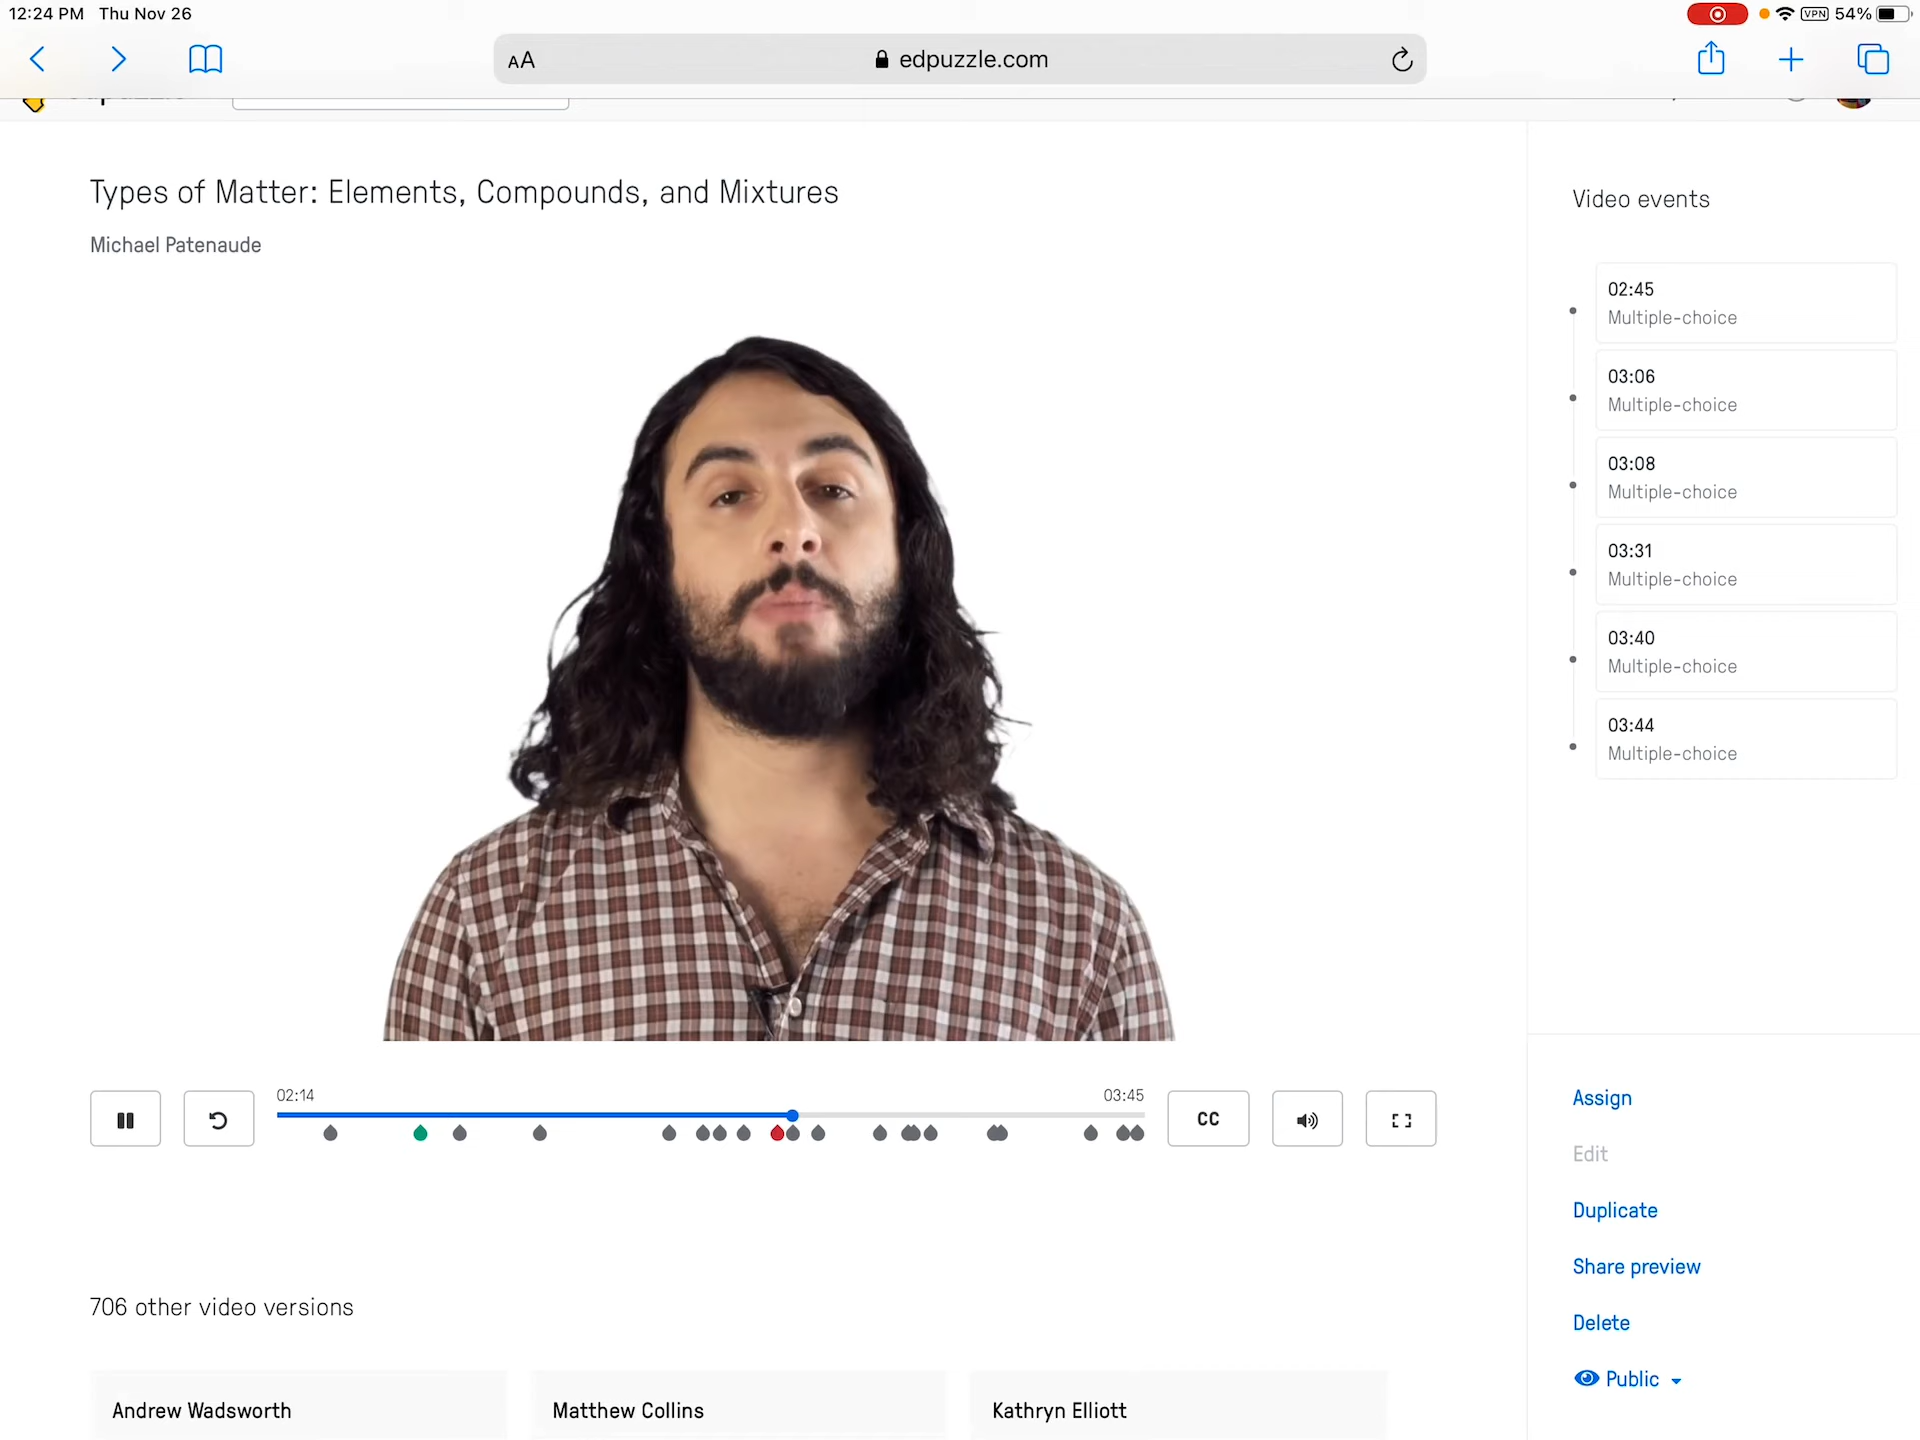 12:24 PM Thu Nov 26
VPN 54%
AA
edpuzzle.com
Types of Matter: Elements, Compounds, and Mixtures
Michael Patenaude
Video events
02:45
Multiple-choice
03:06
Multiple-choice
03:08
Multiple-choice
03:31
Multiple-choice
03:40
Multiple-choice
03:44
Multiple-choice
02:14
03:45
CC
Assign
Edit
Duplicate
Share preview
Delete
Public
706 other video versions
Andrew Wadsworth
Matthew Collins
Kathryn Elliott